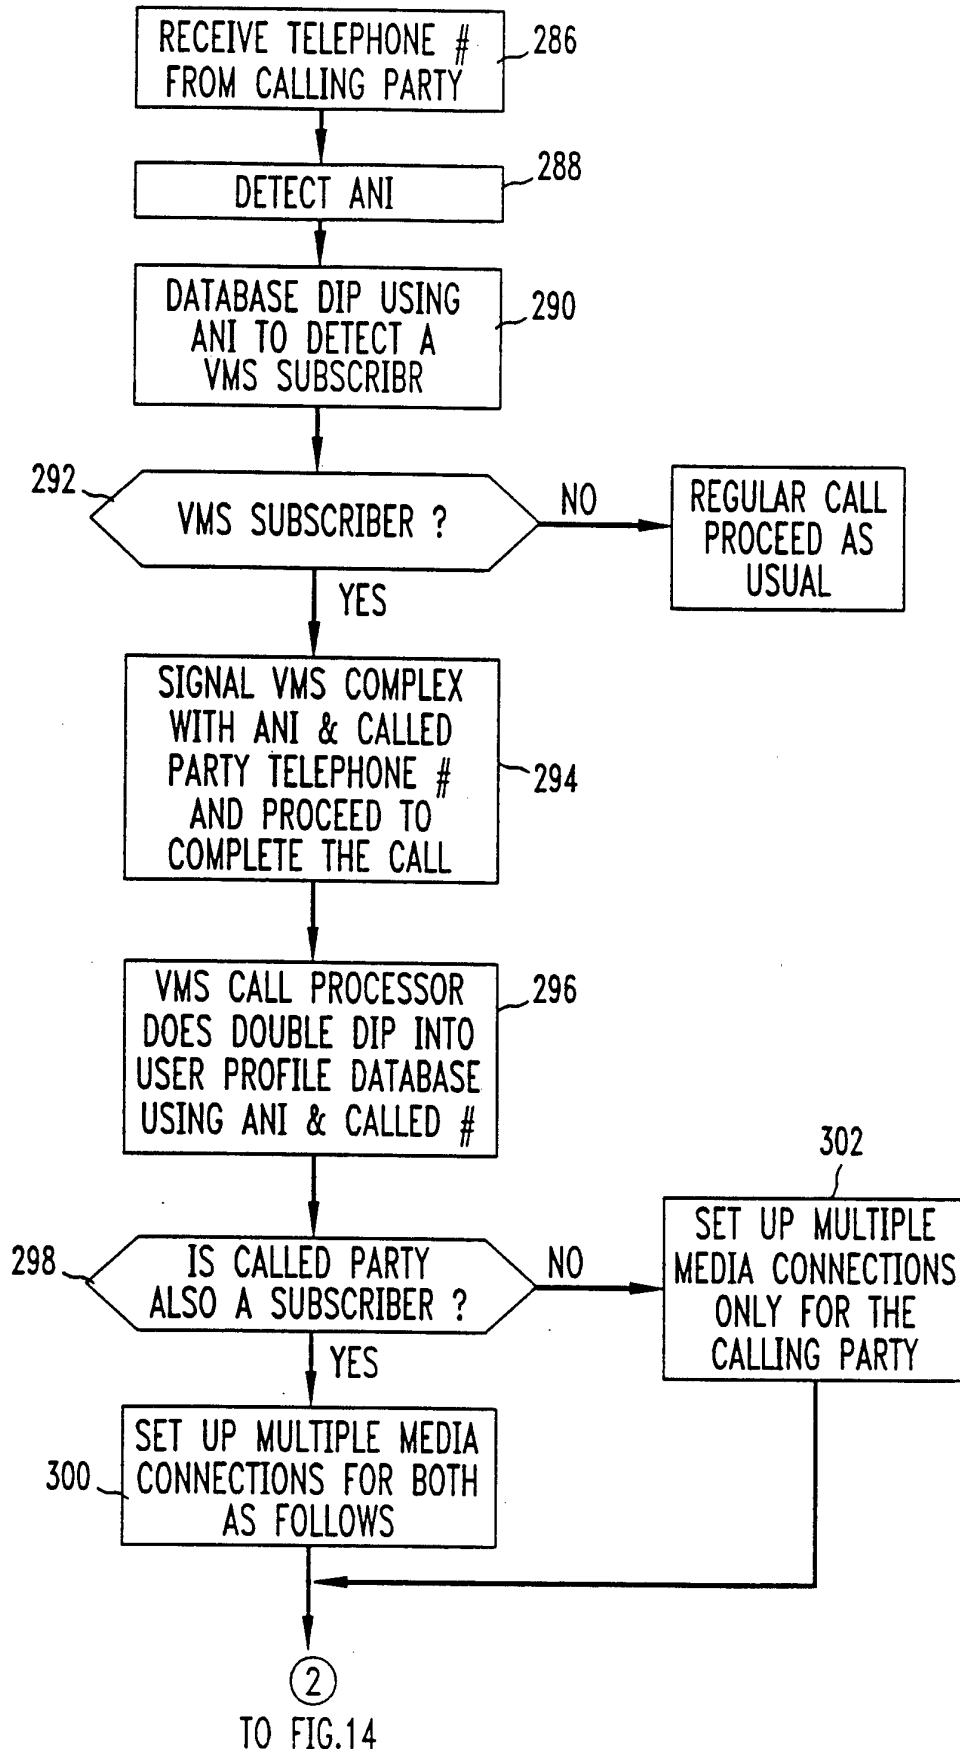 RECEIVE TELEPHONE #
FROM CALLING PARTY
286
DETECT ANI
288
DATABASE DIP USING
ANI TO DETECT A
VMS SUBSCRIBR
290
292
VMS SUBSCRIBER ?
NO
REGULAR CALL
PROCEED AS
USUAL
YES
SIGNAL VMS COMPLEX
WITH ANI & CALLED
PARTY TELEPHONE #
AND PROCEED TO
COMPLETE THE CALL
294
VMS CALL PROCESSOR
DOES DOUBLE DIP INTO
USER PROFILE DATABASE
USING ANI & CALLED #
296
298
IS CALLED PARTY
ALSO A SUBSCRIBER ?
NO
302
SET UP MULTIPLE
MEDIA CONNECTIONS
ONLY FOR THE
CALLING PARTY
YES
300
SET UP MULTIPLE MEDIA
CONNECTIONS FOR BOTH
AS FOLLOWS
2
TO FIG.14